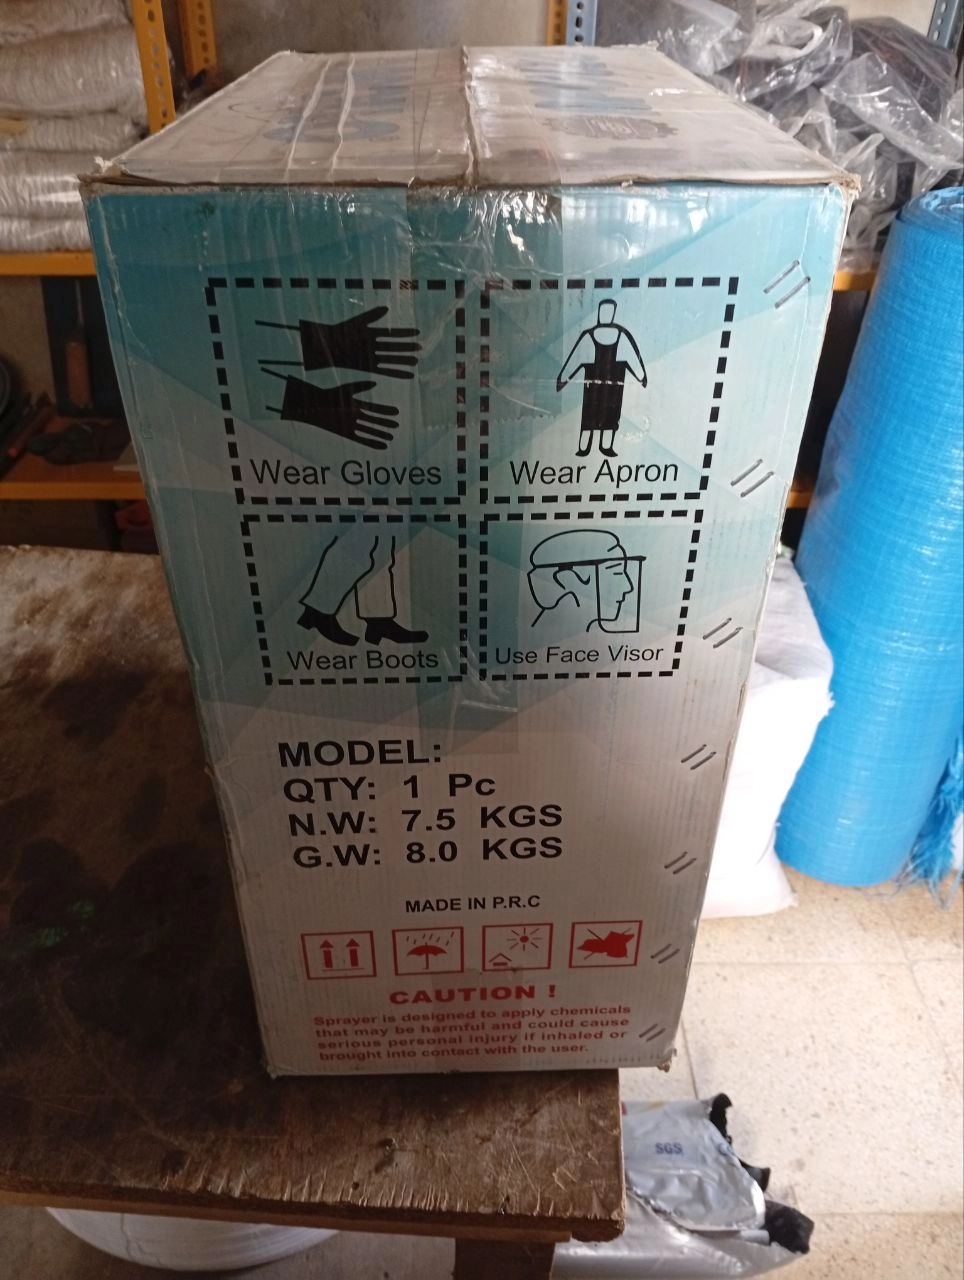 Wear Gloves
Wear Apron
Wear Boots
Use Face Visor
MODEL:
QTY: 1 Pc
N.W: 7.5 KGS
G.W: 8.0 KGS
MADE IN P.R.C
CAUTION !
Sprayer is designed to apply chemicals
that may be harmful and could cause
serious personal injury if inhaled or
brought into contact with the user.
SGS